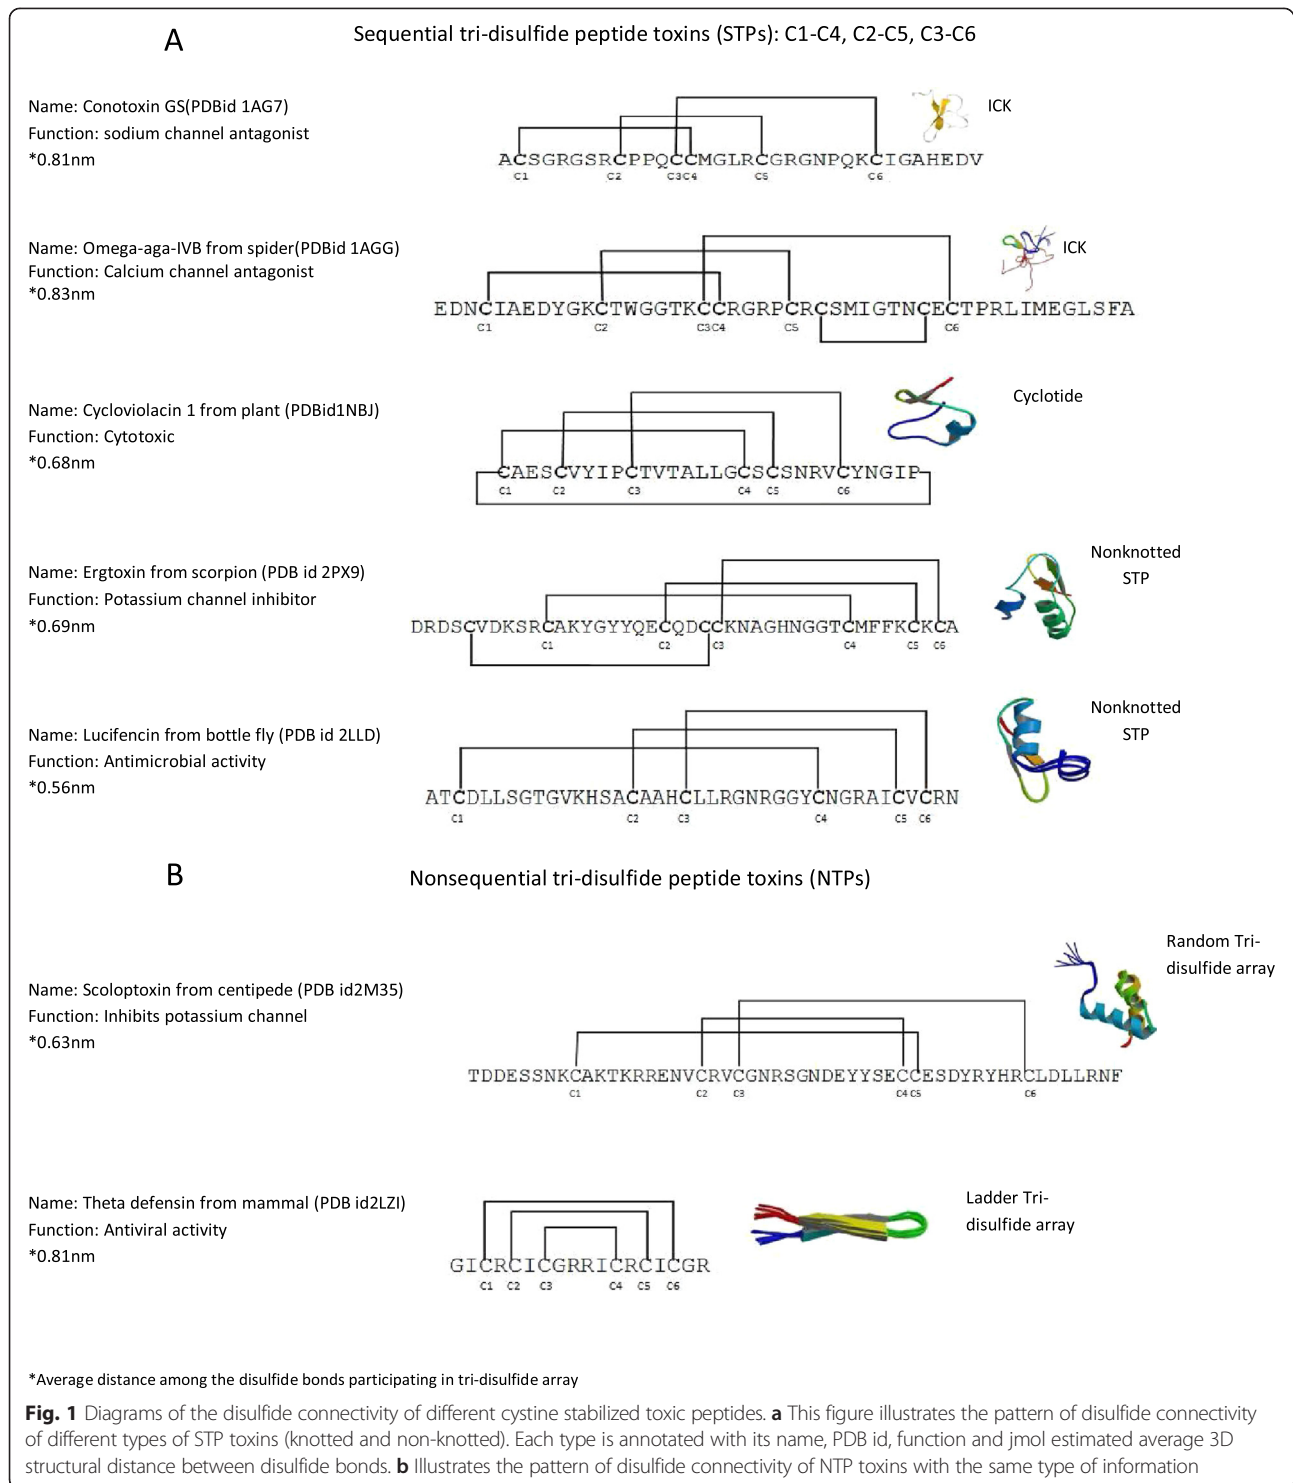 A
Sequential tri-disulfide peptide toxins (STPs): C1-C4, C2-C5, C3-C6
Name: Conotoxin GS(PDBid 1AG7)
Function: sodium channel antagonist
*0.81nm
ICK
ACSGRGSRCPPQCCMGLRCGRGNPQKCIGAHEDV
C1 C2 C3C4 C5 C6
Name: Omega-aga-IVB from spider(PDBid 1AGG)
Function: Calcium channel antagonist
*0.83nm
ICK
EDNCIAEDYGKCTWGGTKCCRGRPCRCSMIGTNCECTPRLIMEGLSFA
C1 C2 C3C4 C5 C6
Name: Cycloviolacin 1 from plant (PDBid1NBJ)
Function: Cytotoxic
*0.68nm
Cyclotide
CAESCVYIPCTVTALLGCSCSNRVCYNGIP
C1 C2 C3 C4 C5 C6
Name: Ergtoxin from scorpion (PDB id 2PX9)
Function: Potassium channel inhibitor
*0.69nm
Nonknotted
STP
DRDSCVDKSRCAKYGYYQECQDCCKNAGHNGGTCMFFKCKCA
C1 C2 C3 C4 C5 C6
Name: Lucifencin from bottle fly (PDB id 2LLD)
Function: Antimicrobial activity
*0.56nm
Nonknotted
STP
ATCDLLSGTGVKHSACAAHCLLRGNRGGYCNGRAICVCRN
C1 C2 C3 C4 C5 C6
B
Nonsequential tri-disulfide peptide toxins (NTPs)
Name: Scoloptoxin from centipede (PDB id2M35)
Function: Inhibits potassium channel
*0.63nm
Random Tri-
disulfide array
TDDESSNKCAKTKRRENVCRVCGNRSGNDEYYSECCESDYRYHRCLDLLRNF
C1 C2 C3 C4 C5 C6
Name: Theta defensin from mammal (PDB id2LZI)
Function: Antiviral activity
*0.81nm
Ladder Tri-
disulfide array
GICRCICGRRICRCICGR
C1 C2 C3 C4 C5 C6
*Average distance among the disulfide bonds participating in tri-disulfide array
Fig. 1 Diagrams of the disulfide connectivity of different cystine stabilized toxic peptides. a This figure illustrates the pattern of disulfide connectivity
of different types of STP toxins (knotted and non-knotted). Each type is annotated with its name, PDB id, function and jmol estimated average 3D
structural distance between disulfide bonds. b Illustrates the pattern of disulfide connectivity of NTP toxins with the same type of information